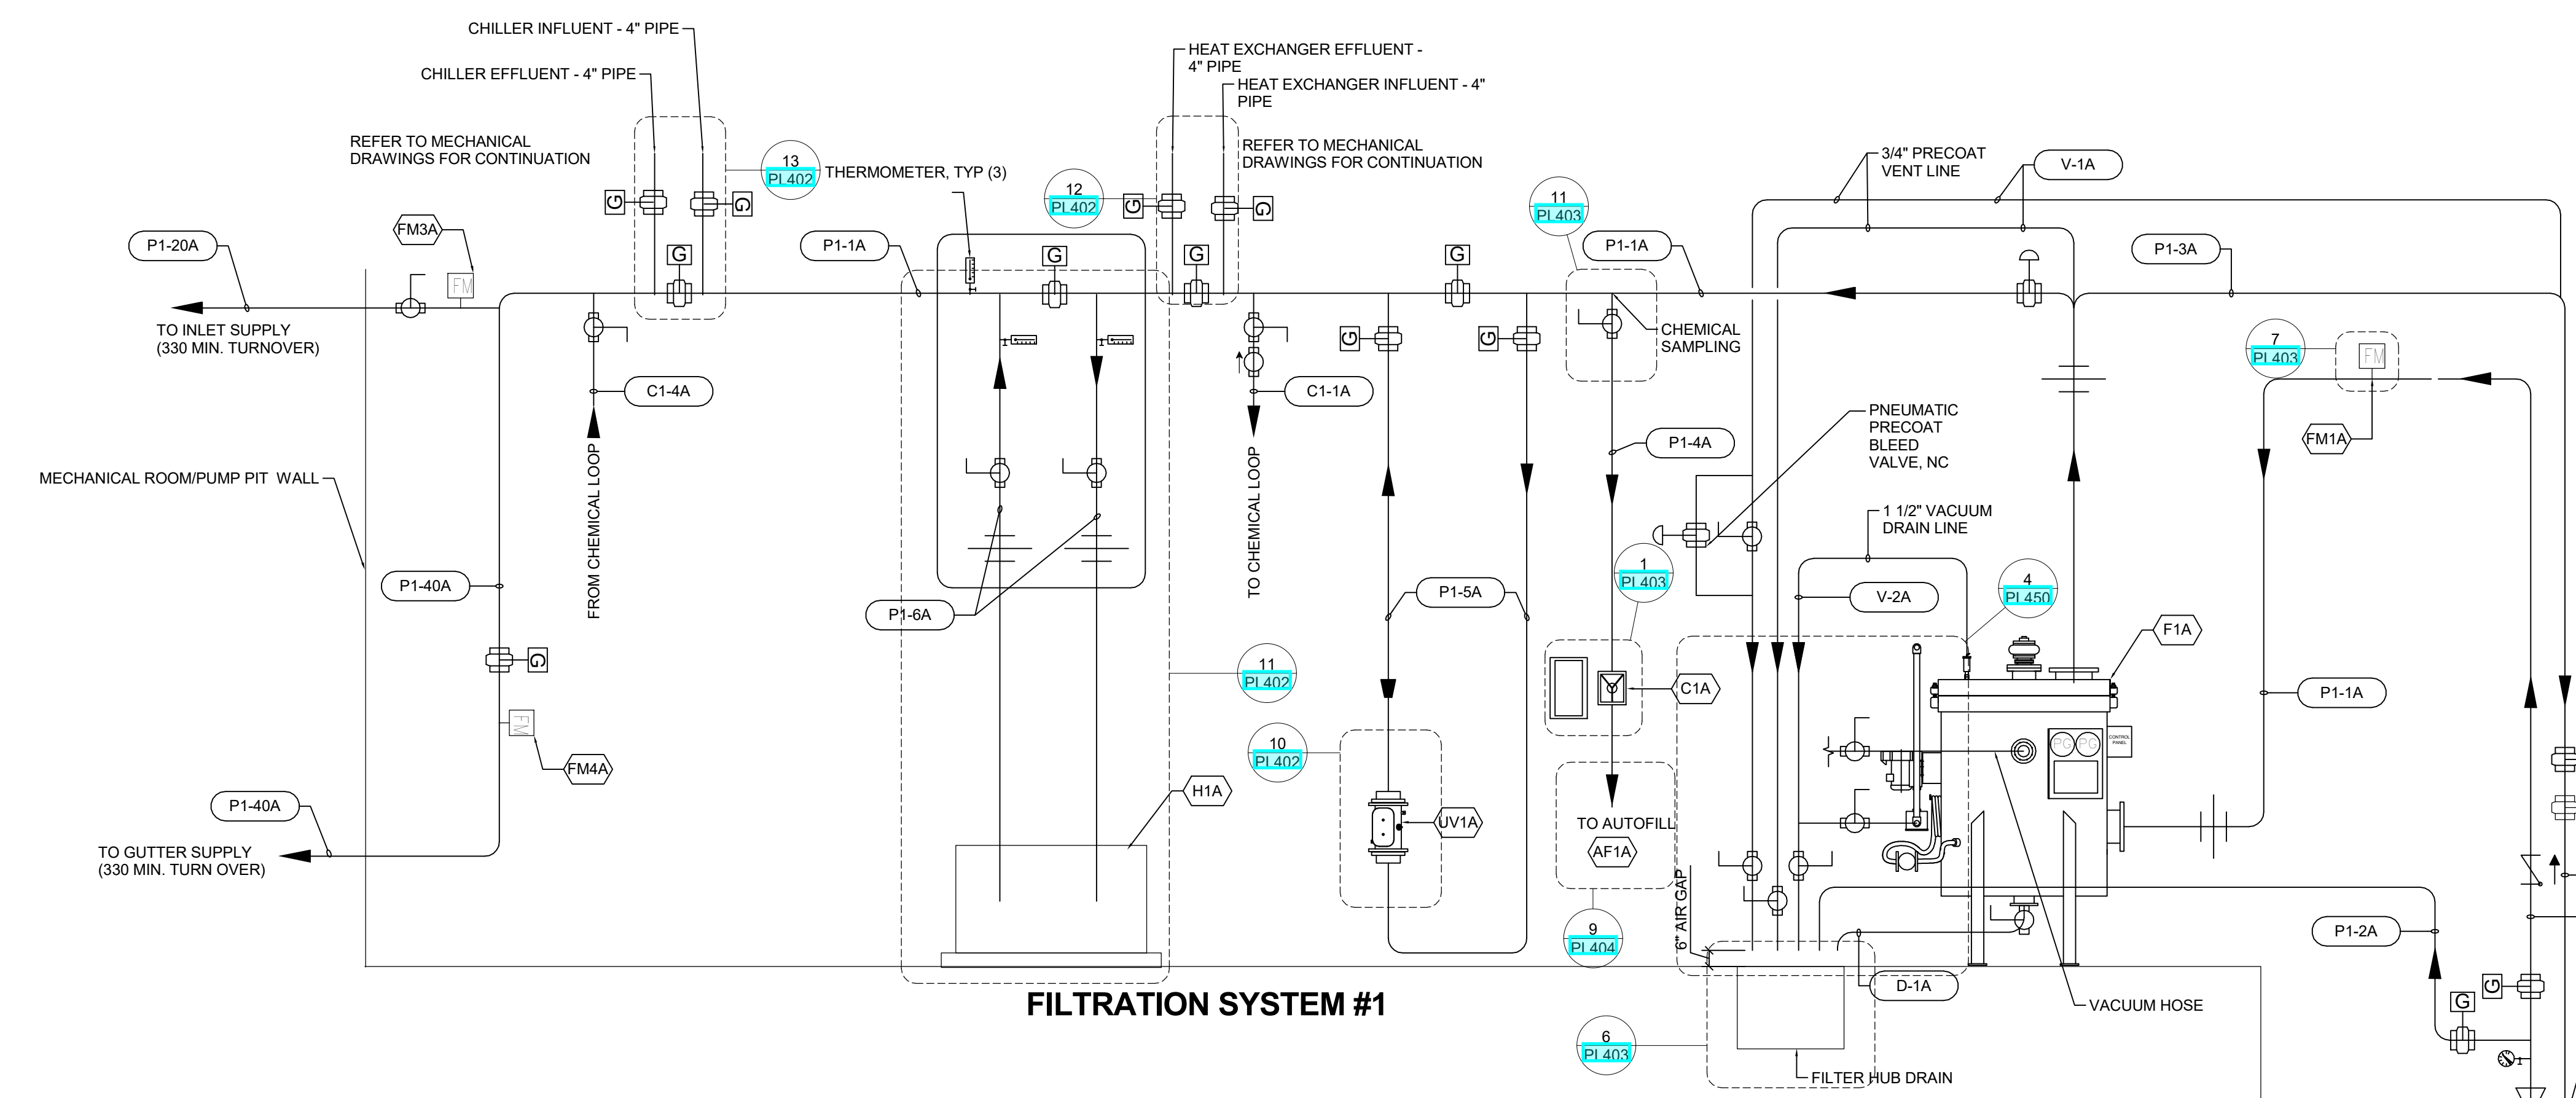 CHILLER INFLUENT - 4" PIPE
CHILLER EFFLUENT - 4" PIPE
HEAT EXCHANGER EFFLUENT -
4" PIPE
HEAT EXCHANGER INFLUENT - 4"
PIPE
REFER TO MECHANICAL
DRAWINGS FOR CONTINUATION
13
PL402
THERMOMETER, TYP (3)
12
PL402
REFER TO MECHANICAL
DRAWINGS FOR CONTINUATION
11
PL403
3/4" PRECOAT
VENT LINE
V-1A
G
G
G
G
FM3A
P1-20A
FM
G
P1-1A
G
G
G
P1-1A
P1-3A
TO INLET SUPPLY
(330 MIN. TURNOVER)
G
G
CHEMICAL
SAMPLING
7
PL403
FM
C1-4A
C1-1A
PNEUMATIC
PRECOAT
BLEED
VALVE, NC
P1-4A
FM1A
MECHANICAL ROOM/PUMP PIT WALL
FROM CHEMICAL LOOP
TO CHEMICAL LOOP
1 1/2" VACUUM
DRAIN LINE
1
PL403
4
PL450
P1-40A
P1-6A
P1-5A
V-2A
F1A
G
11
PL402
C1A
P1-1A
FM
FM4A
10
PL402
PG
PG
CONTROL
PANEL
H1A
P1-40A
UV1A
TO AUTOFILL
AF1A
TO GUTTER SUPPLY
(330 MIN. TURN OVER)
6" AIR GAP
9
PL404
P1-2A
D-1A
G
G
FILTRATION SYSTEM #1
VACUUM HOSE
6
PL403
FILTER HUB DRAIN